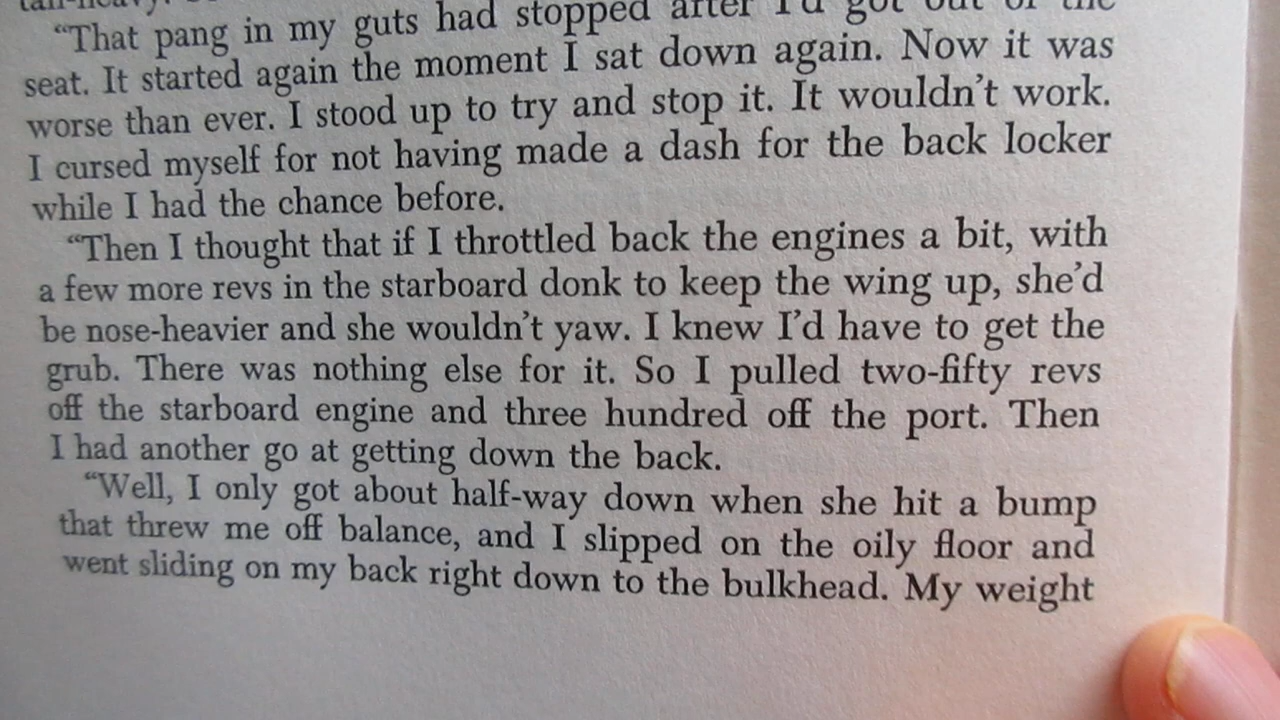 tail-heavy.
“That pang in my guts had stopped after I’d got out of the
seat. It started again the moment I sat down again. Now it was
worse than ever. I stood up to try and stop it. It wouldn’t work.
I cursed myself for not having made a dash for the back locker
while I had the chance before.
“Then I thought that if I throttled back the engines a bit, with
a few more revs in the starboard donk to keep the wing up, she’d
be nose-heavier and she wouldn’t yaw. I knew I’d have to get the
grub. There was nothing else for it. So I pulled two-fifty revs
off the starboard engine and three hundred off the port. Then
I had another go at getting down the back.
“Well, I only got about half-way down when she hit a bump
that threw me off balance, and I slipped on the oily floor and
went sliding on my back right down to the bulkhead. My weight